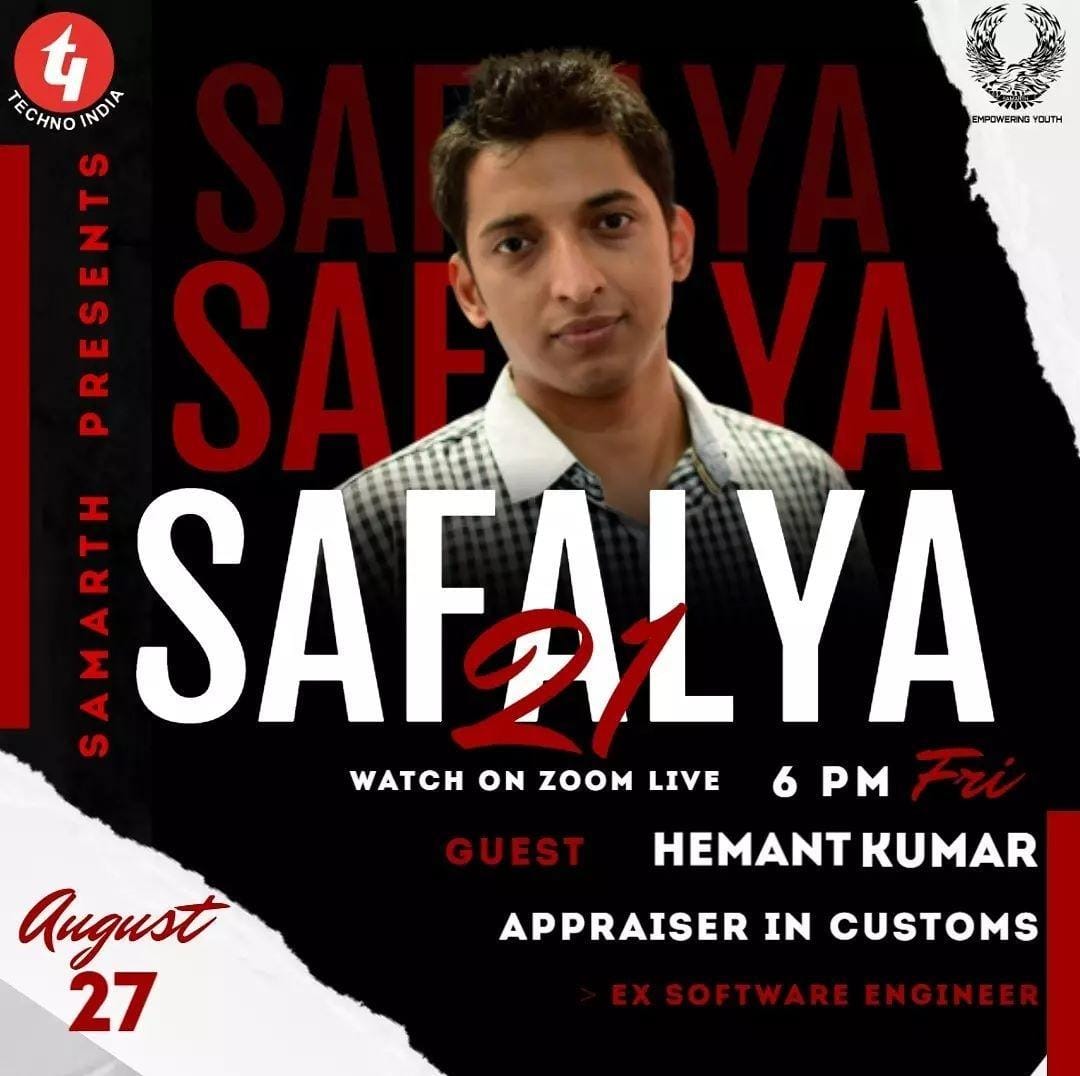 TECHNO INDIA
EMPOWERING YOUTH
SAMARTH PRESENTS
SAFALYA
SAFALYA
SAFALYA
21
WATCH ON ZOOM LIVE 6 PM Fri
GUEST HEMANT KUMAR
APPRAISER IN CUSTOMS
> EX SOFTWARE ENGINEER
August
27